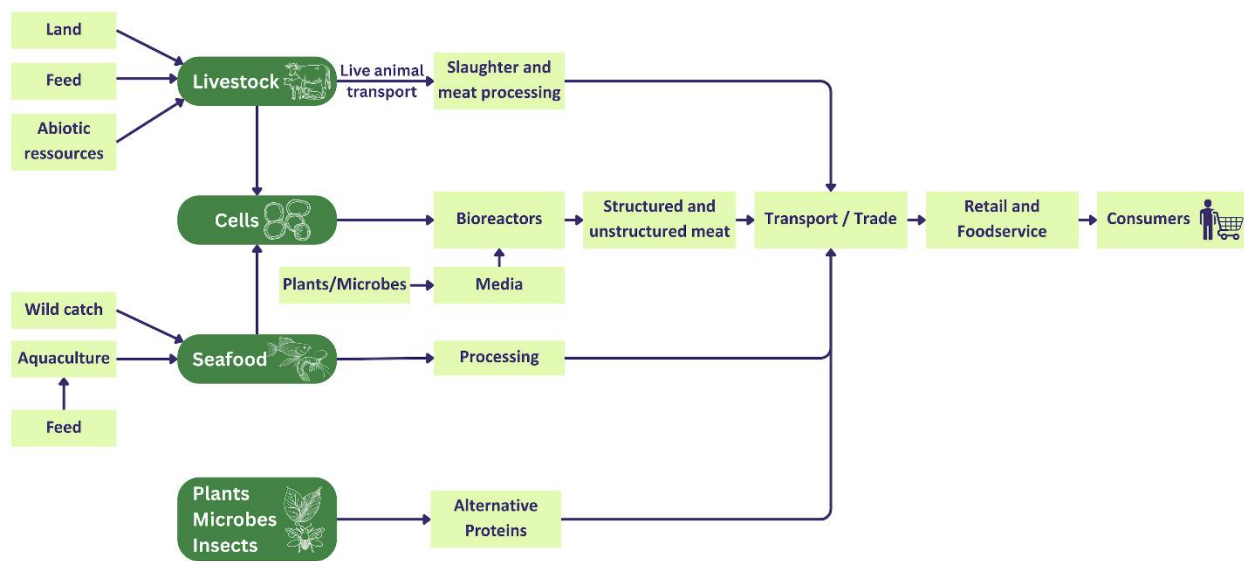 Land
Feed
Abiotic
ressources
Livestock
Live animal
transport
Slaughter and
meat processing
Cells
Bioreactors
Structured and
unstructured meat
Transport / Trade
Retail and
Foodservice
Consumers
Plants/Microbes
Media
Wild catch
Aquaculture
Feed
Seafood
Processing
Plants
Microbes
Insects
Alternative
Proteins